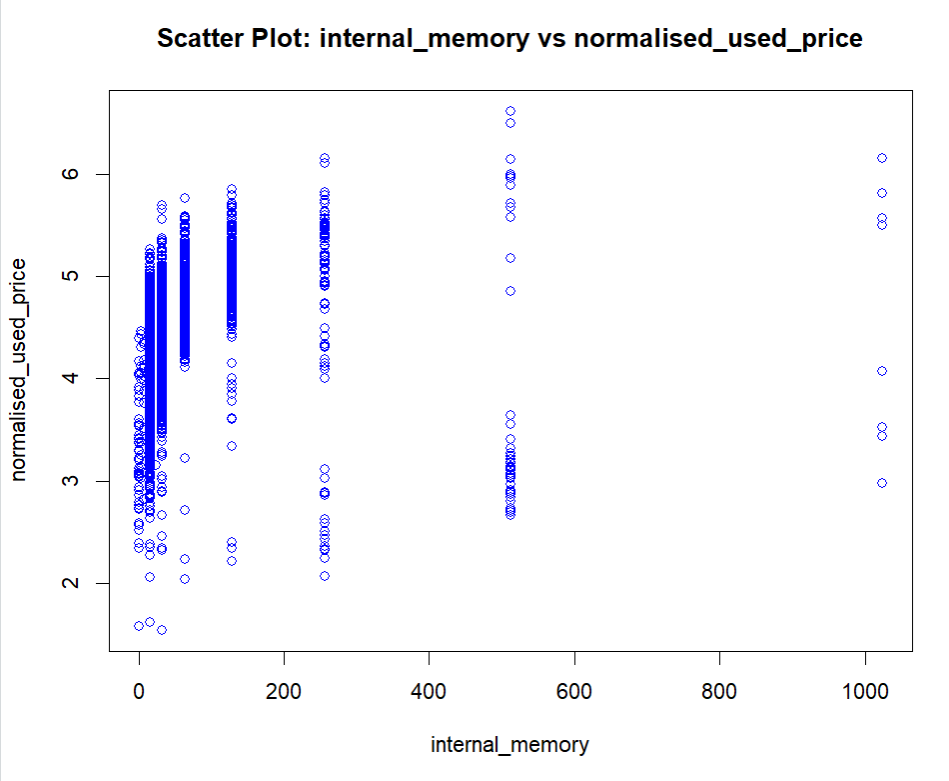 Scatter Plot: internal_memory vs normalised_used_price
normalised_used_price
6
5
4
3
2
0 200 400 600 800 1000
internal_memory